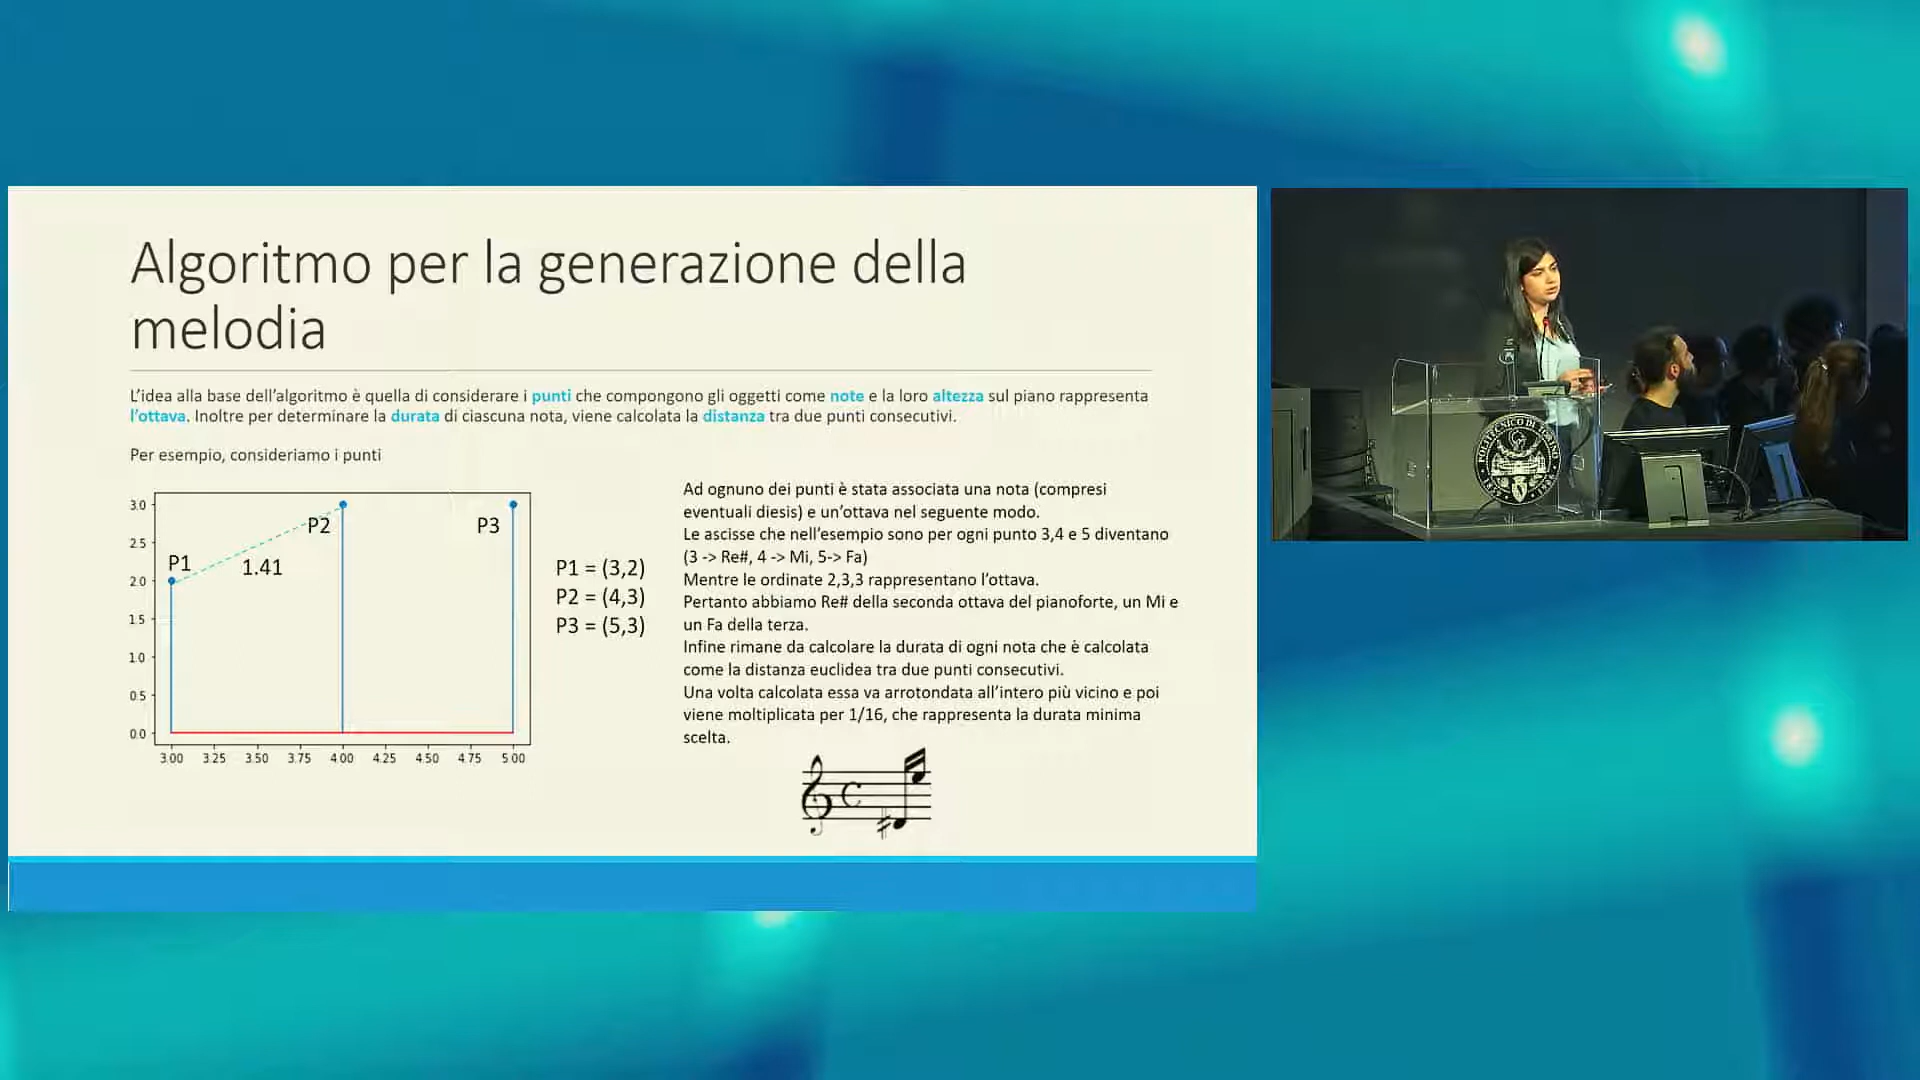 Algoritmo per la generazione della
melodia
L’idea alla base dell’algoritmo è quella di considerare i punti che compongono gli oggetti come note e la loro altezza sul piano rappresenta
l’ottava. Inoltre per determinare la durata di ciascuna nota, viene calcolata la distanza tra due punti consecutivi.
Per esempio, consideriamo i punti
3.0
2.5
2.0
1.5
1.0
0.5
0.0
3.00 3.25 3.50 3.75 4.00 4.25 4.50 4.75 5.00
P1
P2
P3
1.41
P1 = (3,2)
P2 = (4,3)
P3 = (5,3)
Ad ognuno dei punti è stata associata una nota (compresi
eventuali diesis) e un’ottava nel seguente modo.
Le ascisse che nell’esempio sono per ogni punto 3,4 e 5 diventano
(3 -> Re#, 4 -> Mi, 5-> Fa)
Mentre le ordinate 2,3,3 rappresentano l’ottava.
Pertanto abbiamo Re# della seconda ottava del pianoforte, un Mi e
un Fa della terza.
Infine rimane da calcolare la durata di ogni nota che è calcolata
come la distanza euclidea tra due punti consecutivi.
Una volta calcolata essa va arrotondata all’intero più vicino e poi
viene moltiplicata per 1/16, che rappresenta la durata minima
scelta.
POLITECNICO DI TORINO